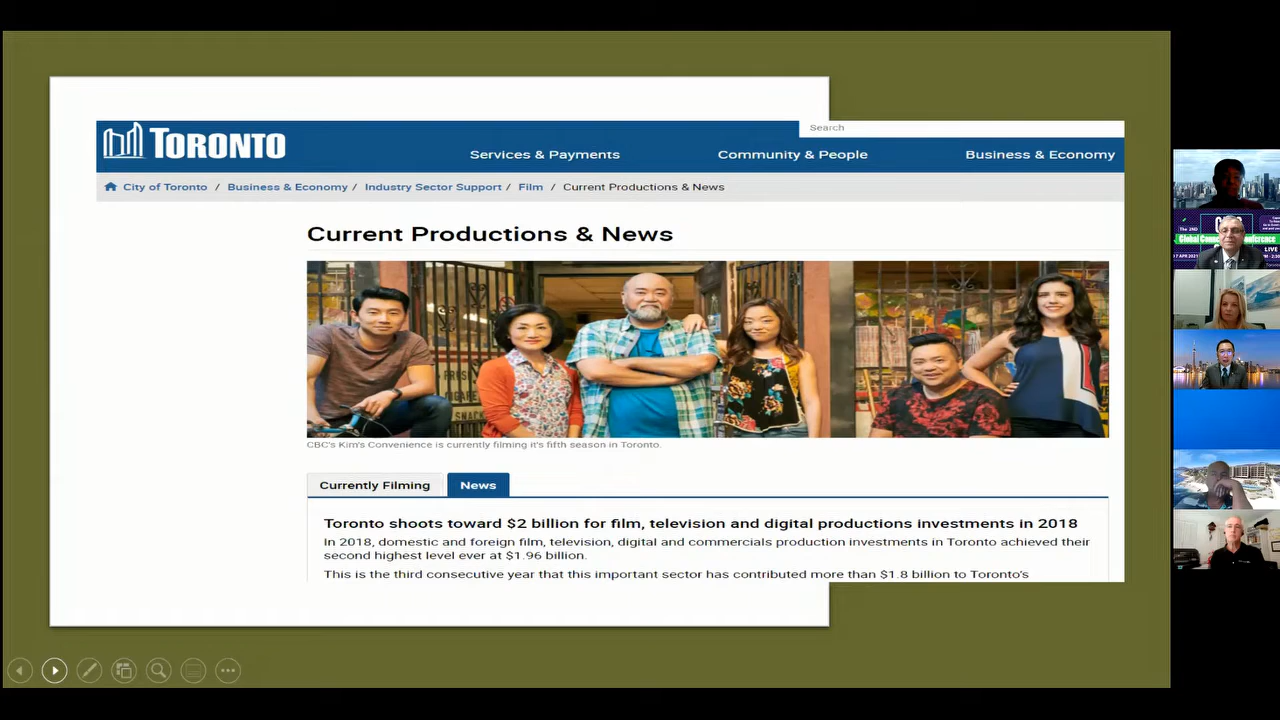 TORONTO
Search
Services & Payments
Community & People
Business & Economy
City of Toronto / Business & Economy / Industry Sector Support / Film / Current Productions & News
Current Productions & News
CBC's Kim's Convenience is currently filming it's fifth season in Toronto.
Currently Filming
News
Toronto shoots toward $2 billion for film, television and digital productions investments in 2018
In 2018, domestic and foreign film, television, digital and commercials production investments in Toronto achieved their
second highest level ever at $1.96 billion.
This is the third consecutive year that this important sector has contributed more than $1.8 billion to Toronto's
The 2ND
LIVE